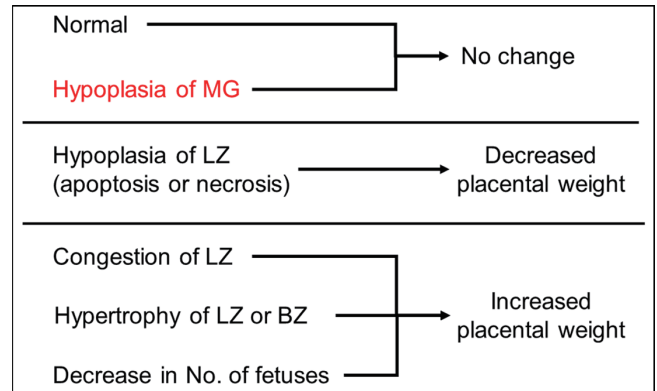 Normal
No change
Hypoplasia of MG
Hypoplasia of LZ
(apoptosis or necrosis)
Decreased
placental weight
Congestion of LZ
Hypertrophy of LZ or BZ
Increased
placental weight
Decrease in No. of fetuses